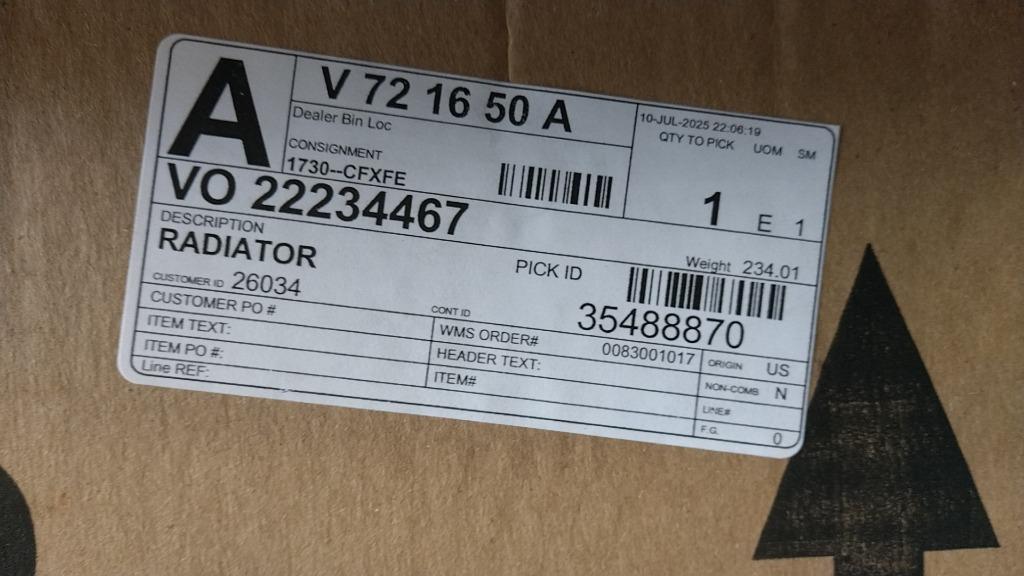 A
V 72 16 50 A
Dealer Bin Loc
CONSIGNMENT
1730--CFXFE
10-JUL-2025 22:06:19
QTY TO PICK UOM SM
1 E 1
VO 22234467
DESCRIPTION
RADIATOR
PICK ID
Weight 234.01
35488870
CUSTOMER ID 26034
CONT ID
CUSTOMER PO #
WMS ORDER# 0083001017
ORIGIN US
ITEM TEXT:
HEADER TEXT:
NON-COMB N
ITEM PO #:
ITEM#
LINE#
Line REF:
F.G. 0